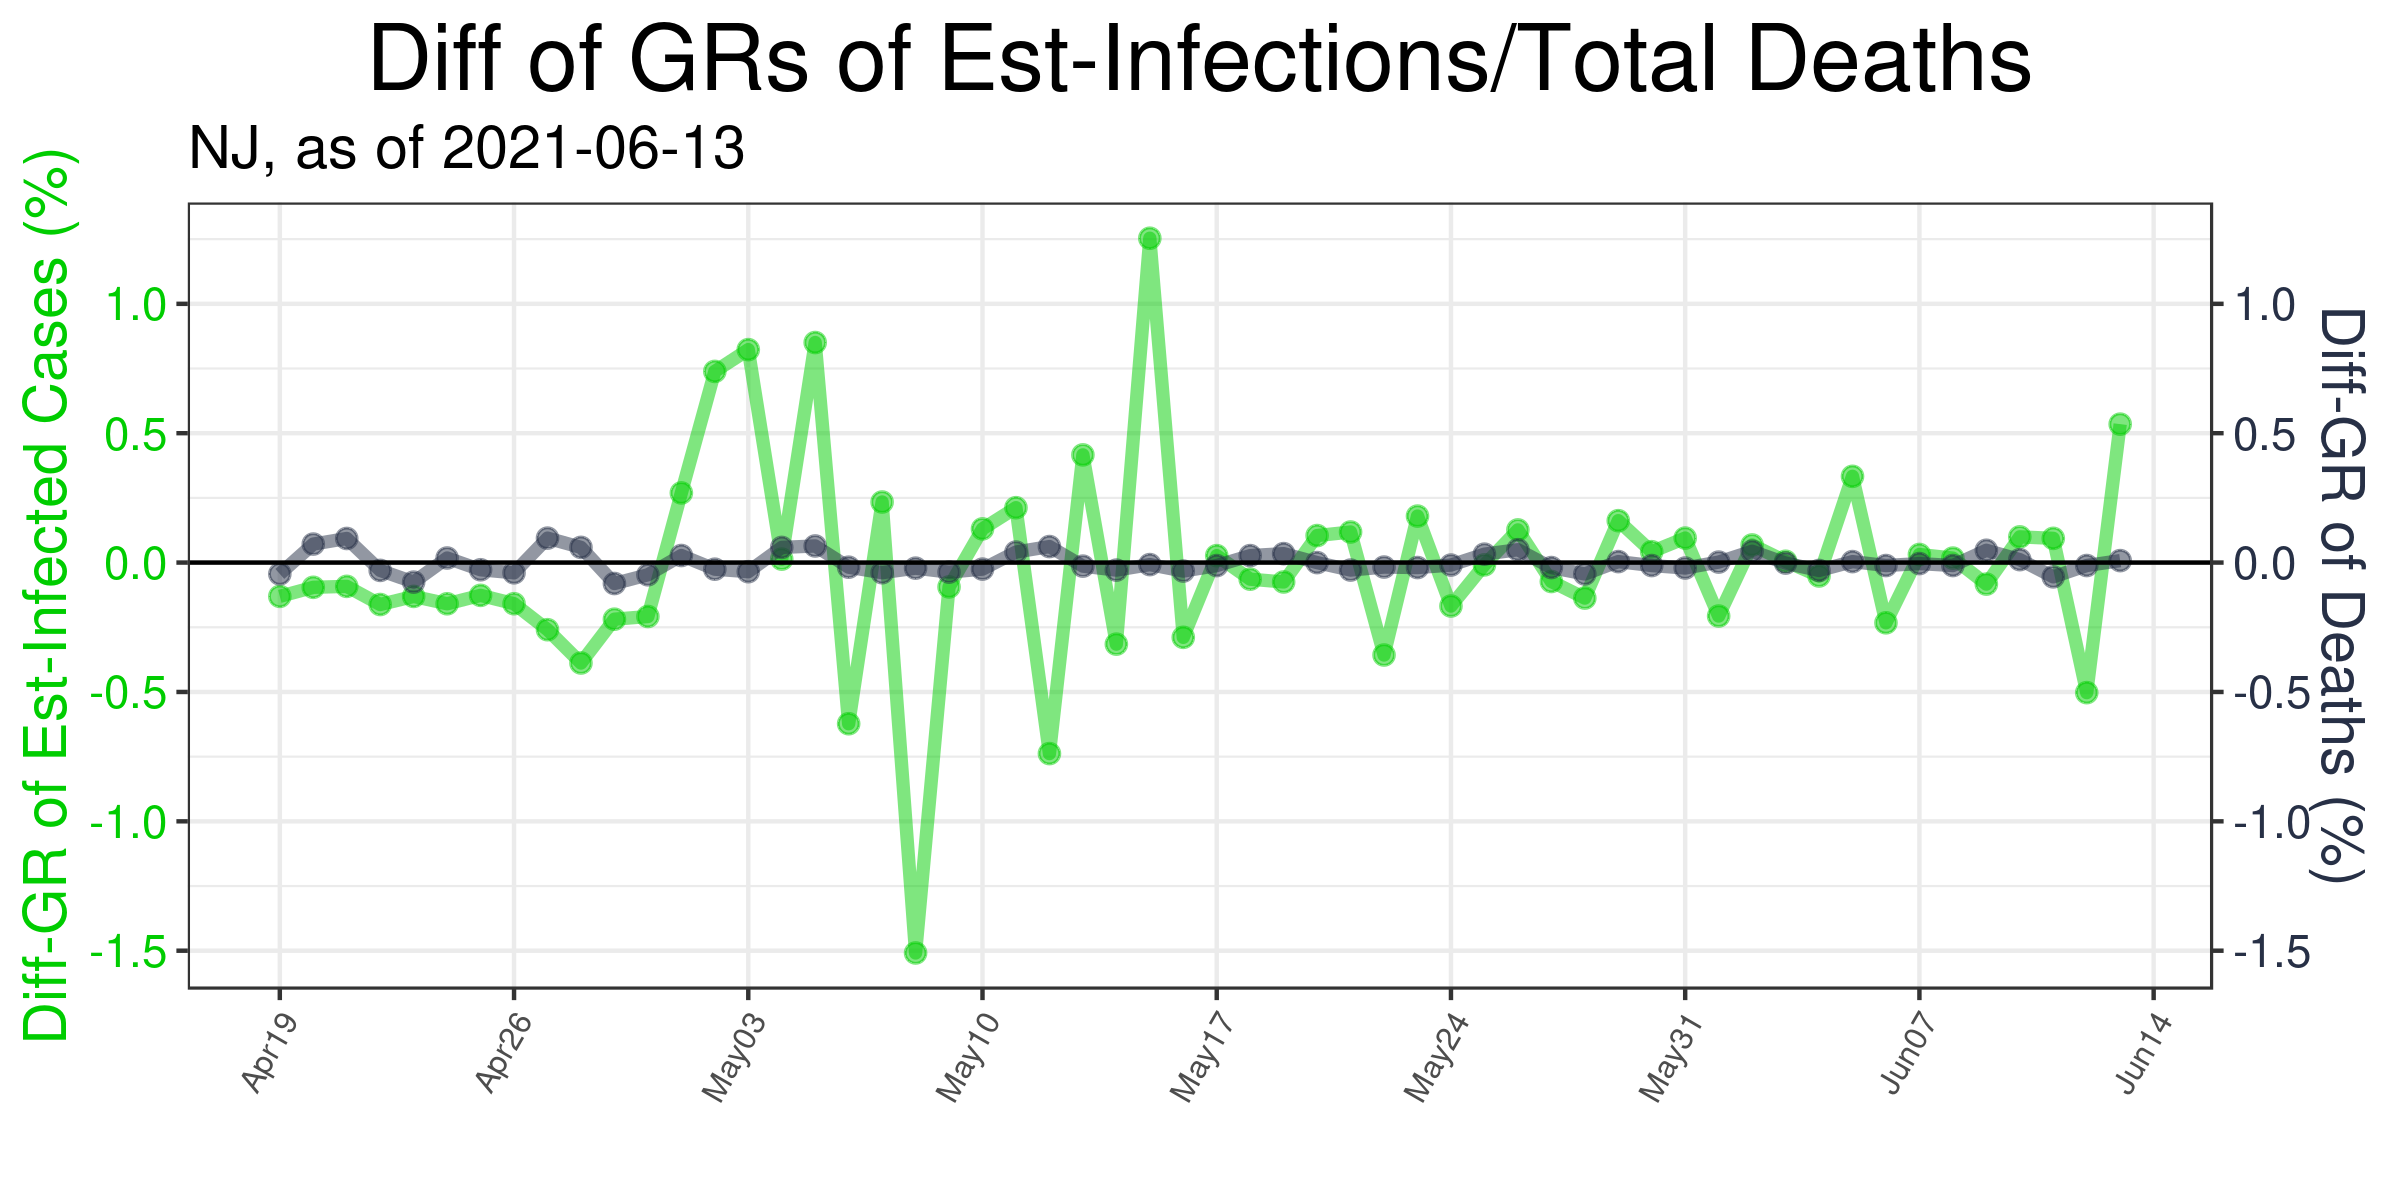 Diff of GRs of Est-Infections/Total Deaths
NJ, as of 2021-06-13
Diff-GR of Est-Infected Cases (%)
1.0
0.5
0.0
-0.5
-1.0
-1.5
1.0
0.5
0.0
-0.5
-1.0
-1.5
Diff-GR of Deaths (%)
Apr19
Apr26
May03
May10
May17
May24
May31
Jun07
Jun14